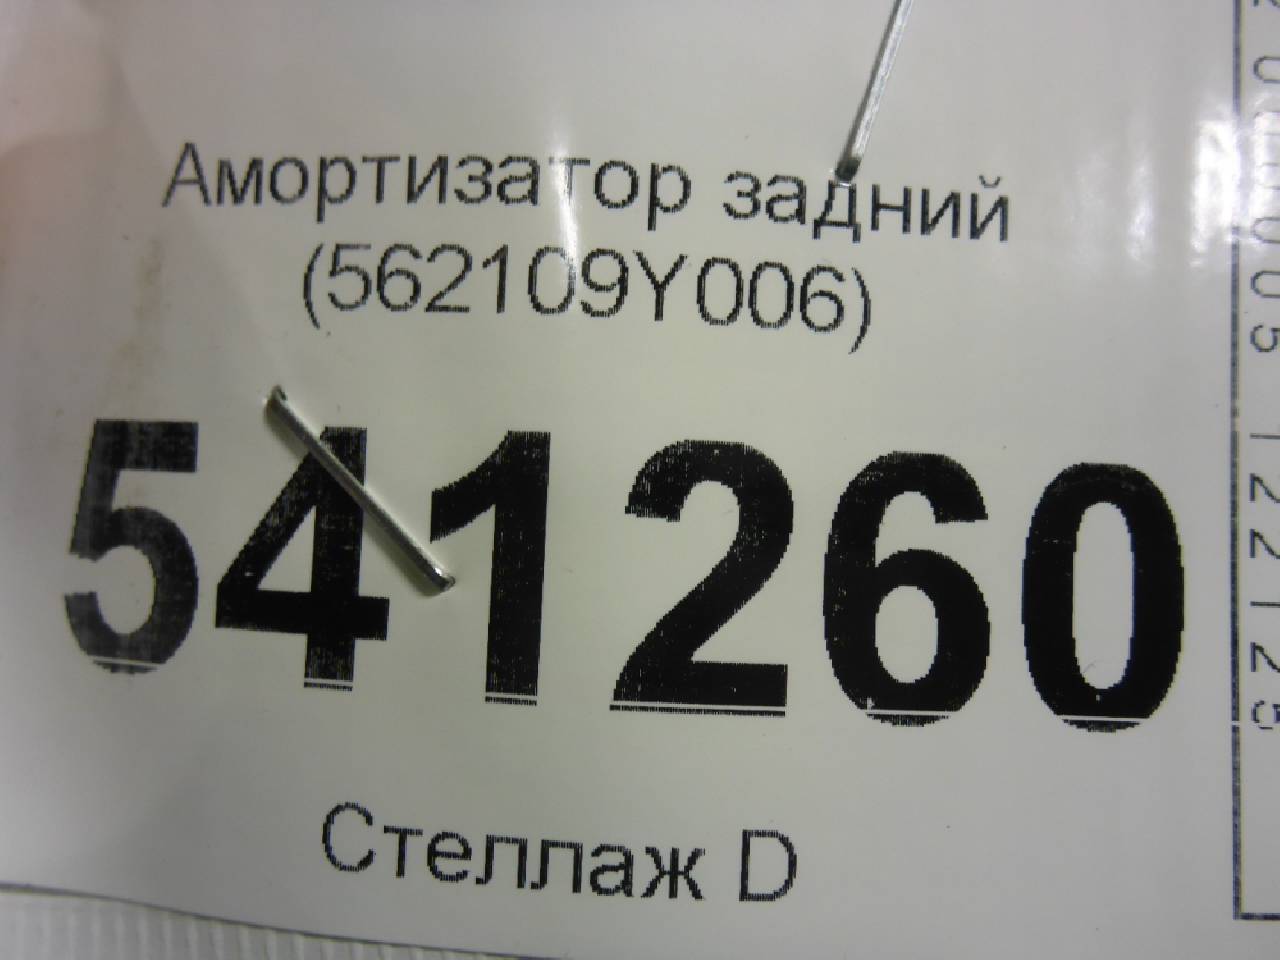 Амортизатор задний
(562109Y006)
541260
Стеллаж D